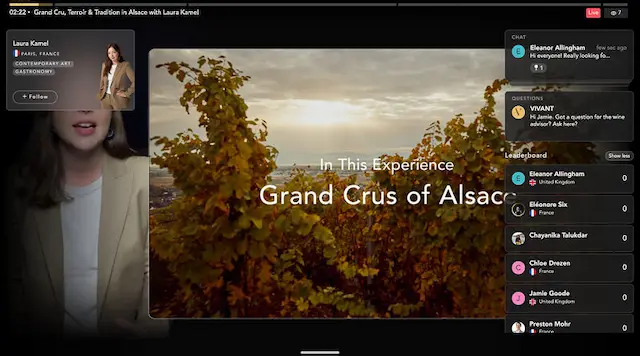 02:22 • Grand Cru, Terroir & Tradition in Alsace with Laura Kamel
Live
7
Laura Kamel
PARIS, FRANCE
CONTEMPORARY ART
GASTRONOMY
+ Follow
In This Experience
Grand Crus of Alsace
CHAT
Eleanor Allingham
few sec ago
Hi everyone! Really looking fo...
1
QUESTIONS
V
VIVANT
Hi Jamie. Got a question for the wine
advisor? Ask here?
Leaderboard
Show less
E
Eleanor Allingham
United Kingdom
0
Eléonore Six
France
0
Chayanika Talukdar
0
C
Chloe Drezen
France
0
J
Jamie Goode
United Kingdom
0
Preston Mohr
France
0